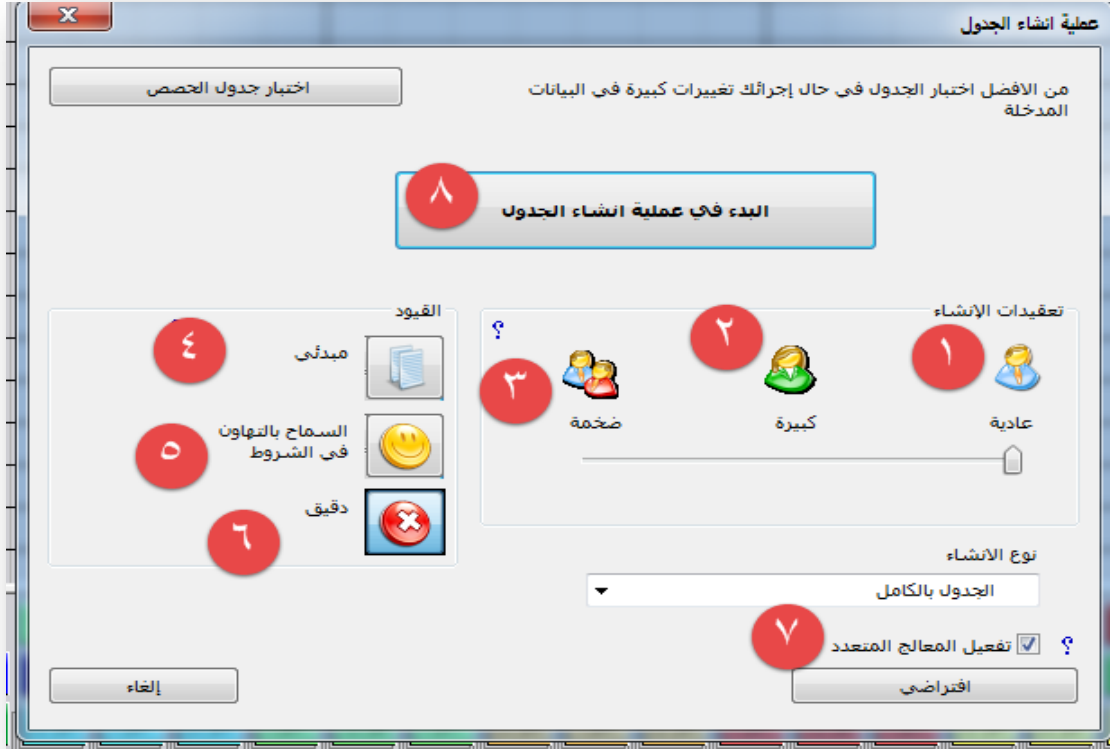 عملية انشاء الجدول
من الافضل اختبار الجدول في حال إجرائك تغييرات كبيرة في البيانات
المدخلة
اختبار جدول الحصص
البدء في عملية انشاء الجدول
٨
تعقيدات الإنشاء
١
٢
٣
؟
عادية
كبيرة
ضخمة
القيود
مبدئي
٤
السماح بالتهاون
في الشروط
٥
دقيق
٦
نوع الانشاء
الجدول بالكامل
؟
تفعيل المعالج المتعدد
٧
افتراضي
إلغاء